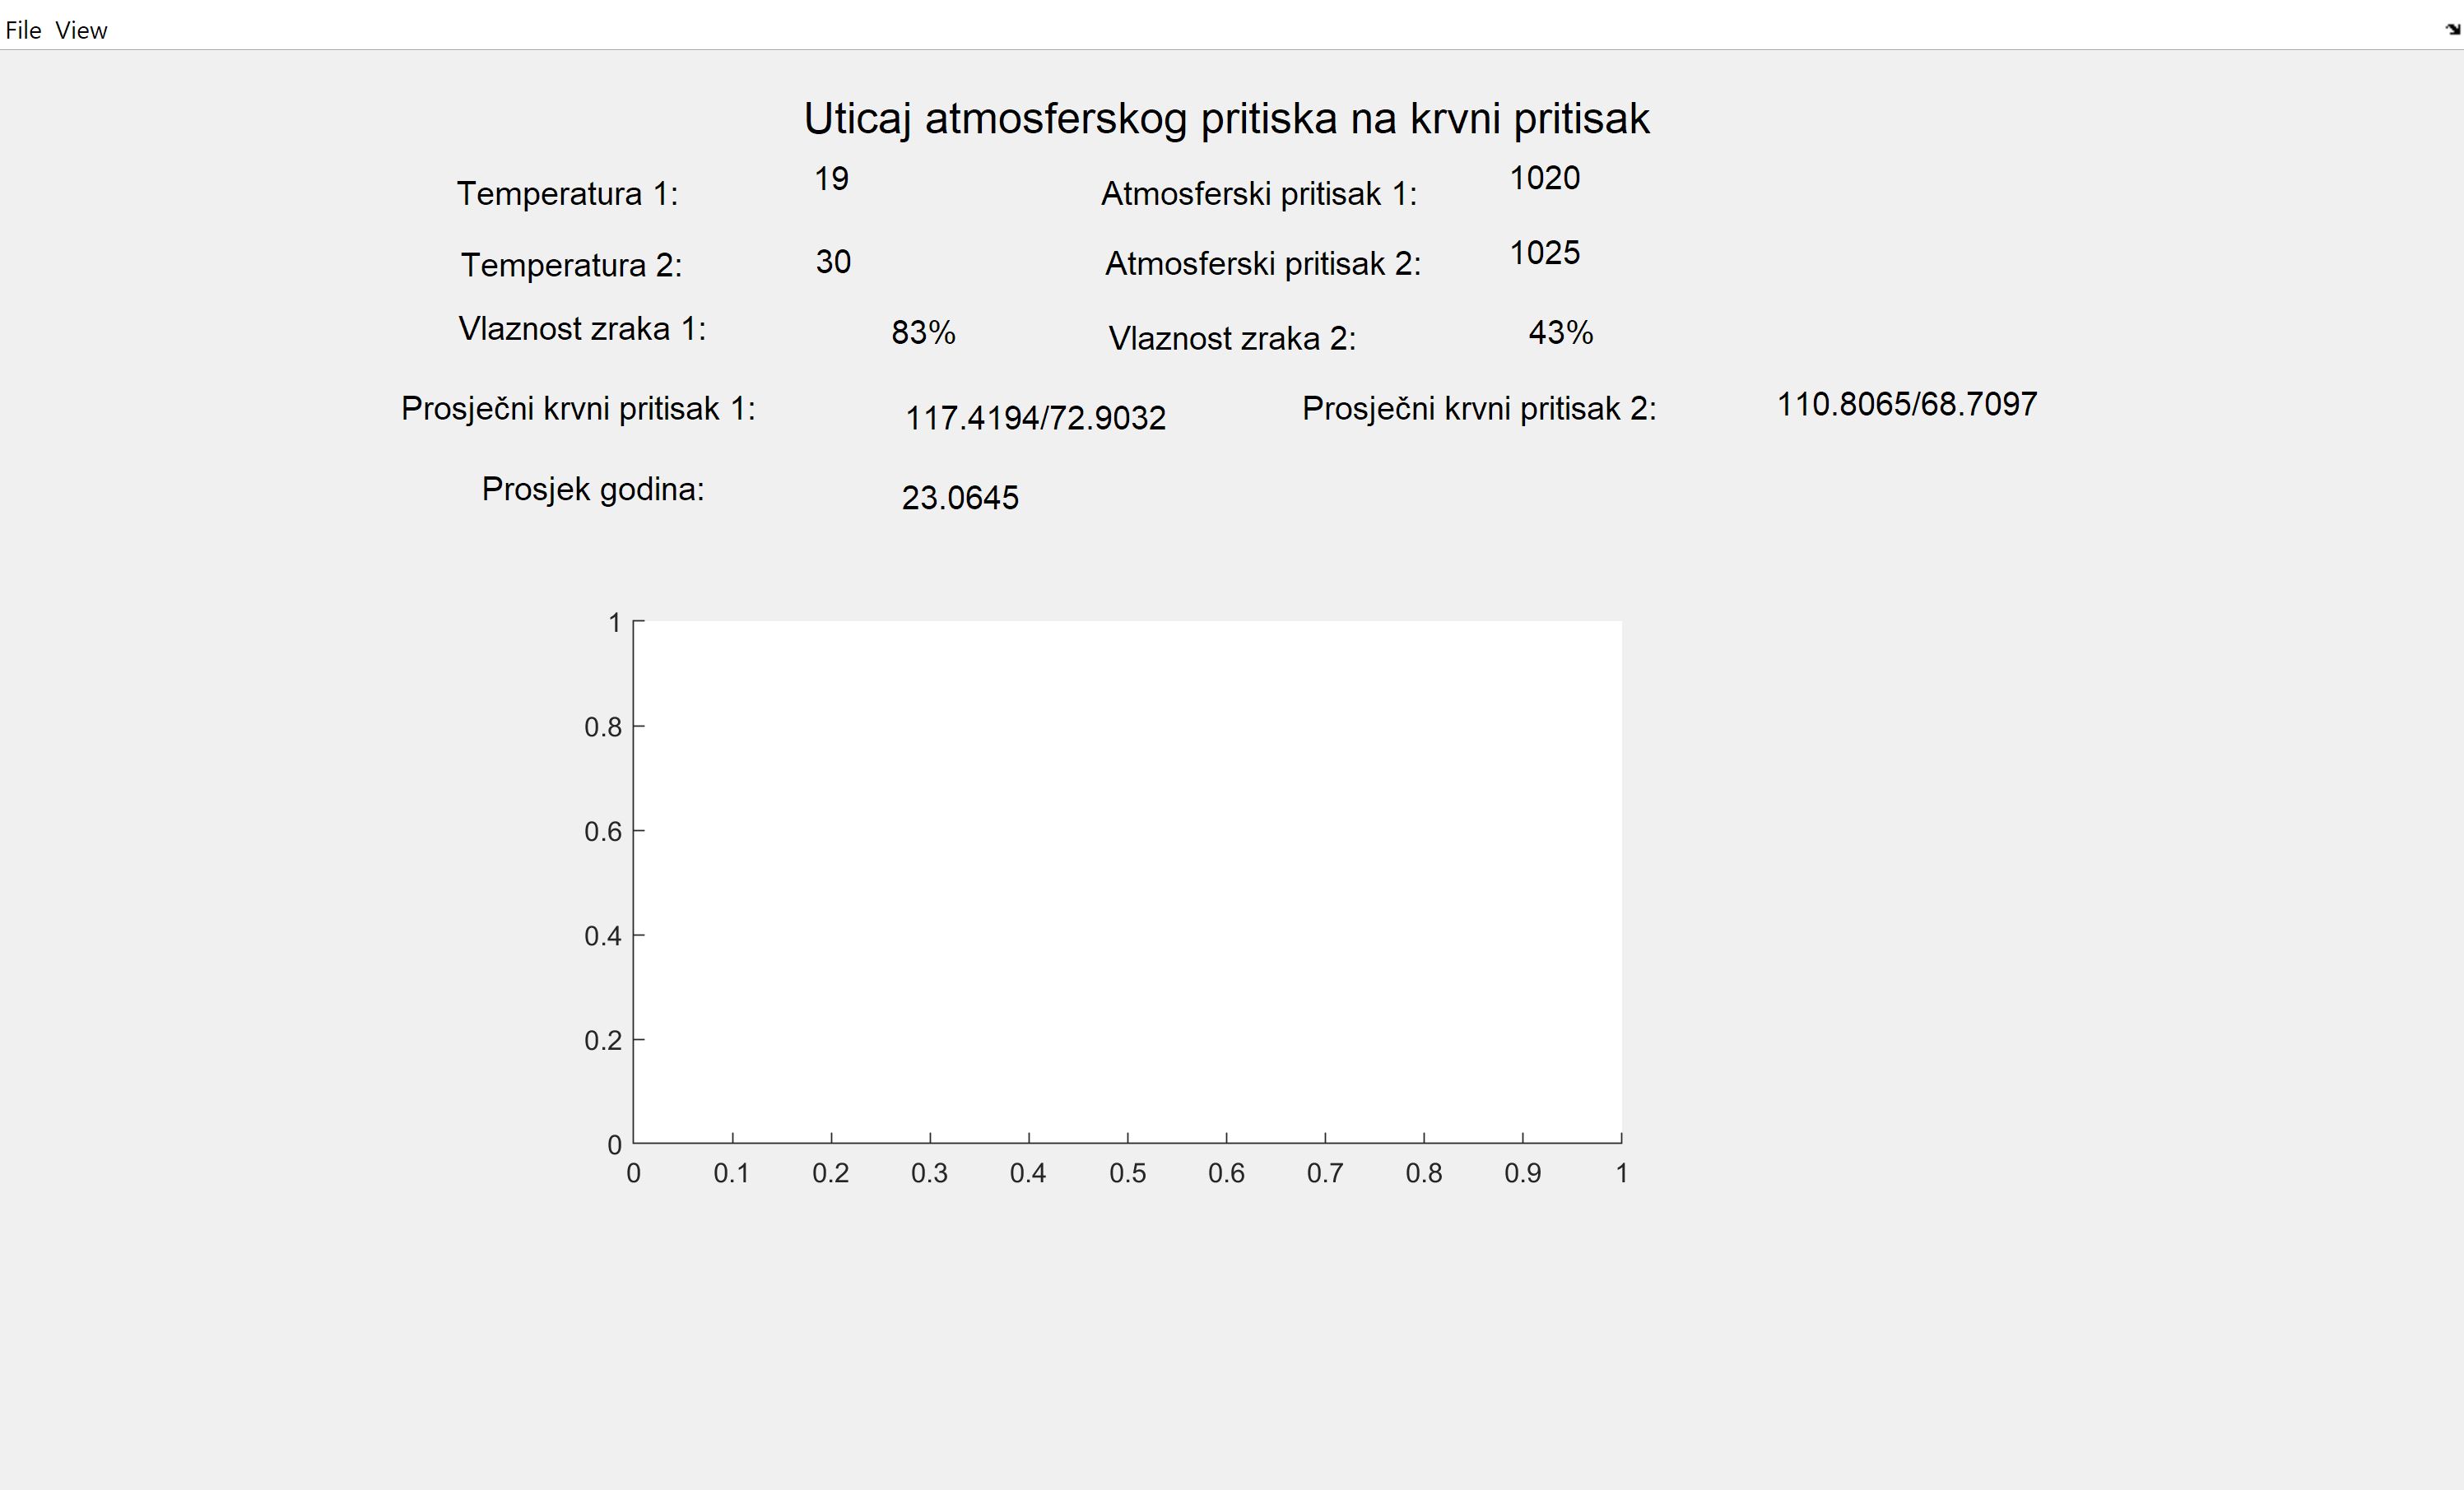 File View
Uticaj atmosferskog pritiska na krvni pritisak
Temperatura 1: 19 Atmosferski pritisak 1: 1020
Temperatura 2: 30 Atmosferski pritisak 2: 1025
Vlaznost zraka 1: 83% Vlaznost zraka 2: 43%
Prosječni krvni pritisak 1: 117.4194/72.9032 Prosječni krvni pritisak 2: 110.8065/68.7097
Prosjek godina: 23.0645
1
0.8
0.6
0.4
0.2
0
0 0.1 0.2 0.3 0.4 0.5 0.6 0.7 0.8 0.9 1